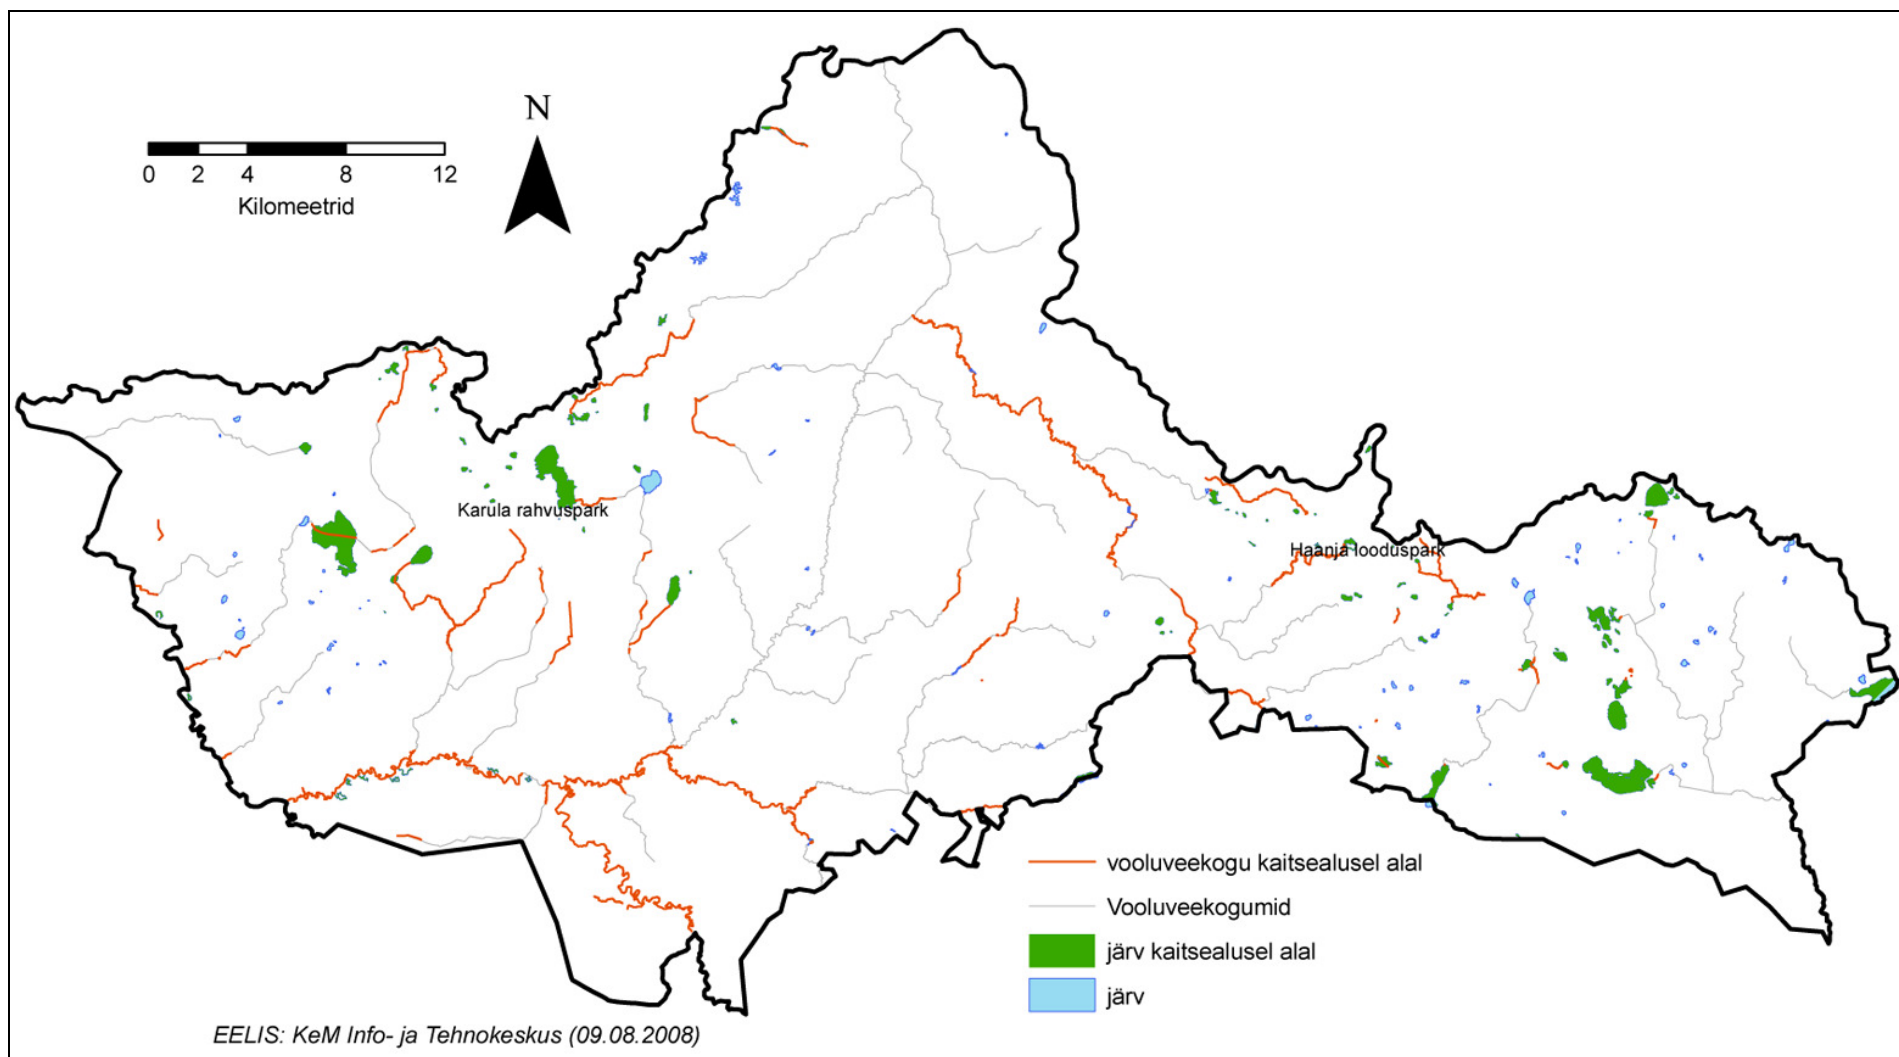 N
0 2 4 8 12
Kilomeetrid
Karula rahvuspark
Haanja looduspark
vooluveekogu kaitsealusel alal
Vooluveekogumid
järv kaitsealusel alal
järv
EELIS: KeM Info- ja Tehnokeskus (09.08.2008)